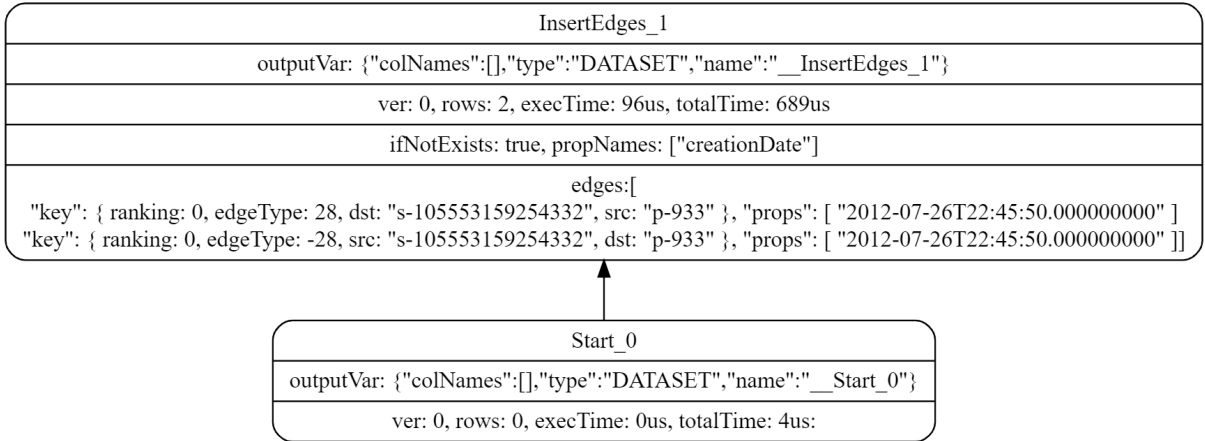 InsertEdges_1
outputVar: {"colNames":[],"type":"DATASET","name":"__InsertEdges_1"}
ver: 0, rows: 2, execTime: 96us, totalTime: 689us
ifNotExists: true, propNames: ["creationDate"]
edges:[
"key": { ranking: 0, edgeType: 28, dst: "s-105553159254332", src: "p-933" }, "props": [ "2012-07-26T22:45:50.000000000" ]
"key": { ranking: 0, edgeType: -28, src: "s-105553159254332", dst: "p-933" }, "props": [ "2012-07-26T22:45:50.000000000" ]]
Start_0
outputVar: {"colNames":[],"type":"DATASET","name":"__Start_0"}
ver: 0, rows: 0, execTime: 0us, totalTime: 4us: